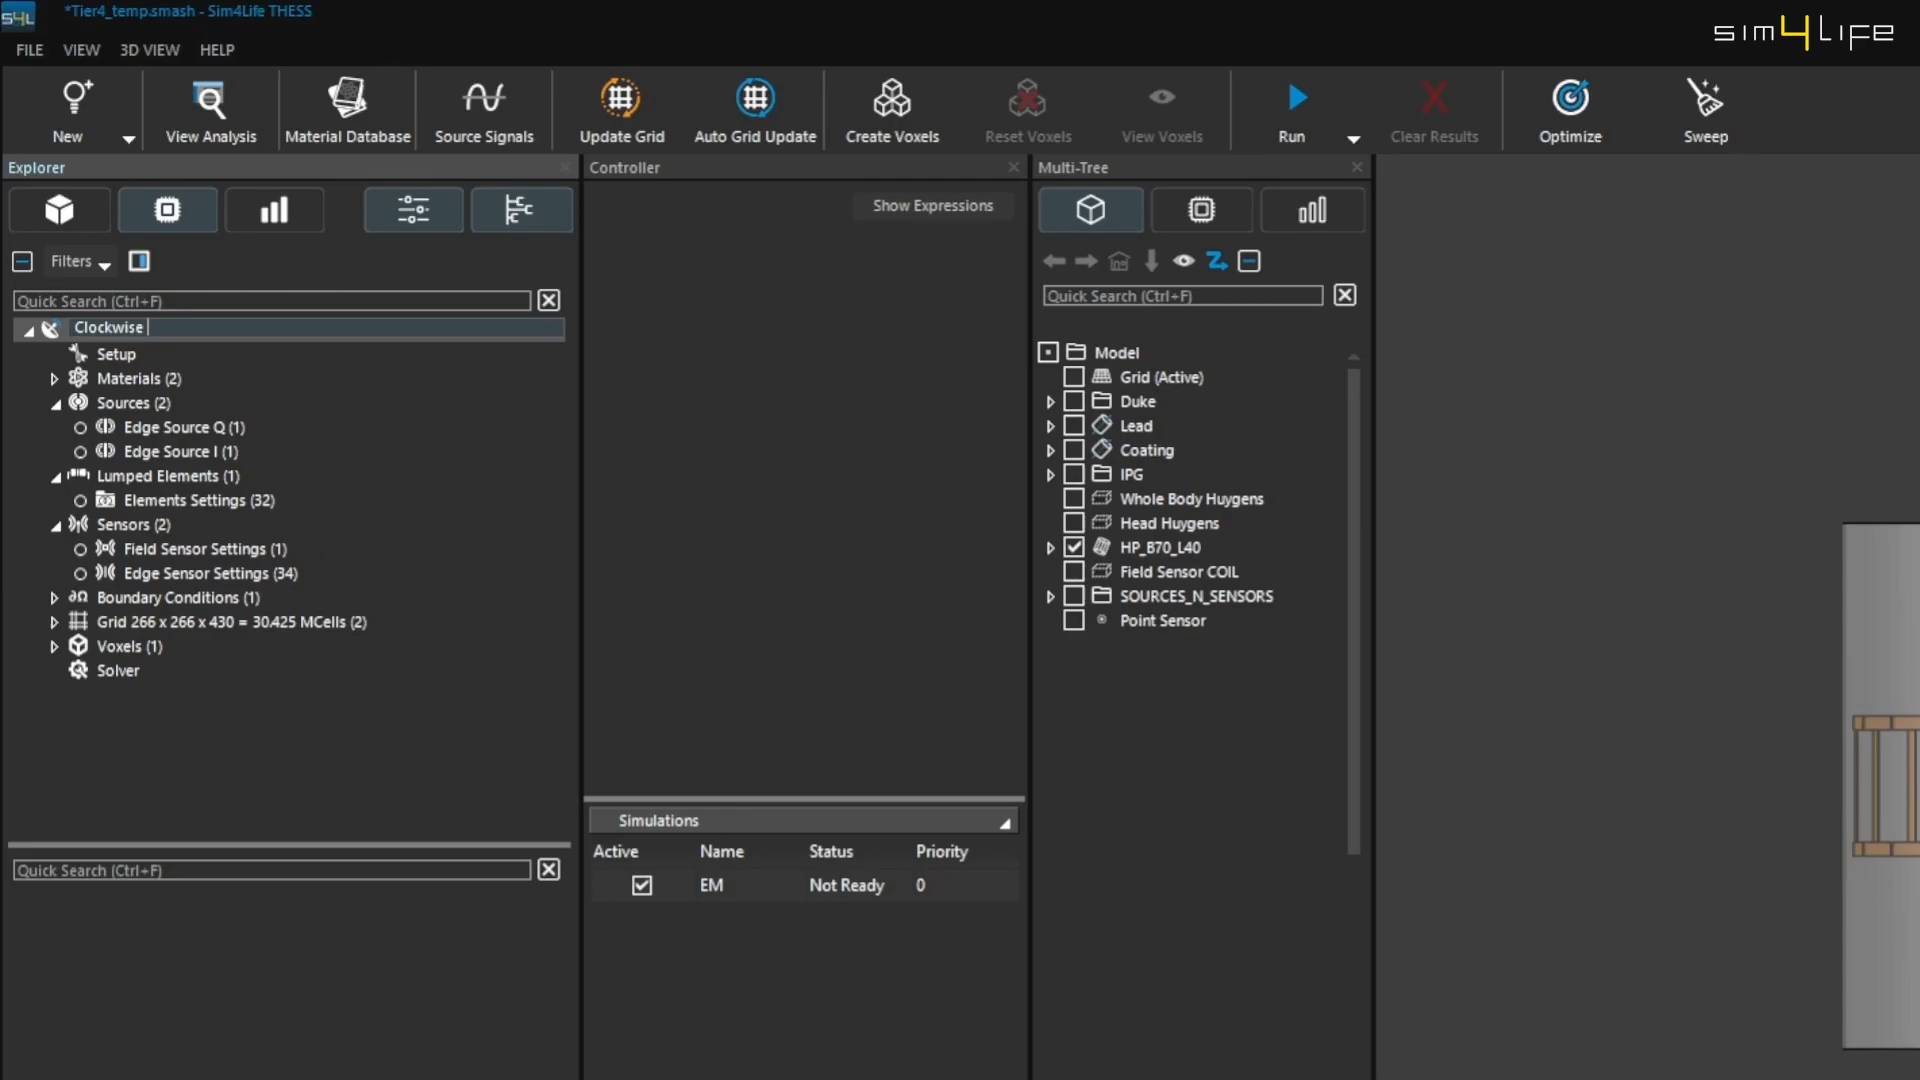 *Tier4_temp.smash - Sim4Life THESS
S4L
FILE VIEW 3D VIEW HELP
sim4life
New
View Analysis
Material Database
Source Signals
Update Grid
Auto Grid Update
Create Voxels
Reset Voxels
View Voxels
Run
Clear Results
Optimize
Sweep
Explorer
Filters
Quick Search (Ctrl+F)
Clockwise
Setup
Materials (2)
Sources (2)
Edge Source Q (1)
Edge Source I (1)
Lumped Elements (1)
Elements Settings (32)
Sensors (2)
Field Sensor Settings (1)
Edge Sensor Settings (34)
Boundary Conditions (1)
Grid 266 x 266 x 430 = 30.425 MCells (2)
Voxels (1)
Solver
Quick Search (Ctrl+F)
Controller
Show Expressions
Simulations
Active Name Status Priority
EM Not Ready 0
Multi-Tree
Quick Search (Ctrl+F)
Model
Grid (Active)
Duke
Lead
Coating
IPG
Whole Body Huygens
Head Huygens
HP_B70_L40
Field Sensor COIL
SOURCES_N_SENSORS
Point Sensor